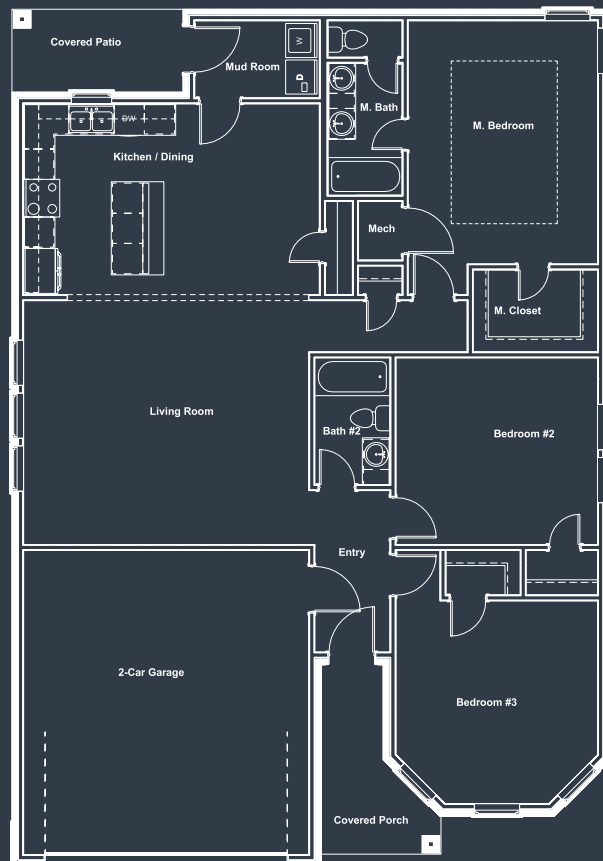 Covered Patio
Mud Room
W
D
M. Bath
M. Bedroom
DW
Kitchen / Dining
Mech
M. Closet
Living Room
Bath #2
Bedroom #2
Entry
2-Car Garage
Bedroom #3
Covered Porch